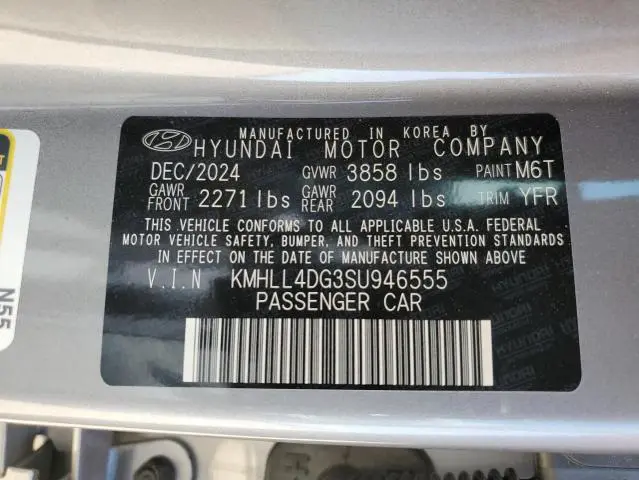 MANUFACTURED IN KOREA BY
HYUNDAI MOTOR COMPANY
DEC/2024 GVWR 3858 lbs PAINT M6T
GAWR FRONT 2271 lbs GAWR REAR 2094 lbs TRIM YFR
THIS VEHICLE CONFORMS TO ALL APPLICABLE U.S.A. FEDERAL
MOTOR VEHICLE SAFETY, BUMPER, AND THEFT PREVENTION STANDARDS
IN EFFECT ON THE DATE OF MANUFACTURE SHOWN ABOVE
V.I.N KMHLL4DG3SU946555
PASSENGER CAR
N55